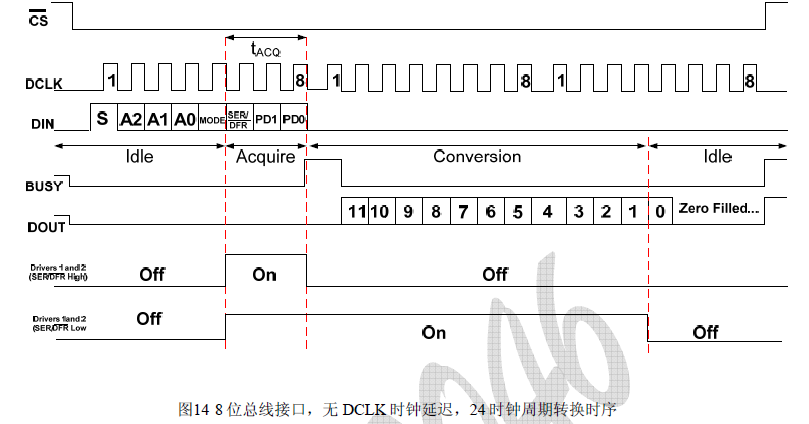 CS
tACQ
DCLK 1 8 1 8 1 8
DIN S A2 A1 A0 MODE SER/DFR PD1 PD0
Idle Acquire Conversion Idle
BUSY
DOUT 11 10 9 8 7 6 5 4 3 2 1 0 Zero Filled...
Drivers 1 and 2
(SER/DFR High) Off On Off
Drivers 1 and 2
(SER/DFR Low Off On Off
图14 8 位总线接口，无 DCLK 时钟延迟，24 时钟周期转换时序